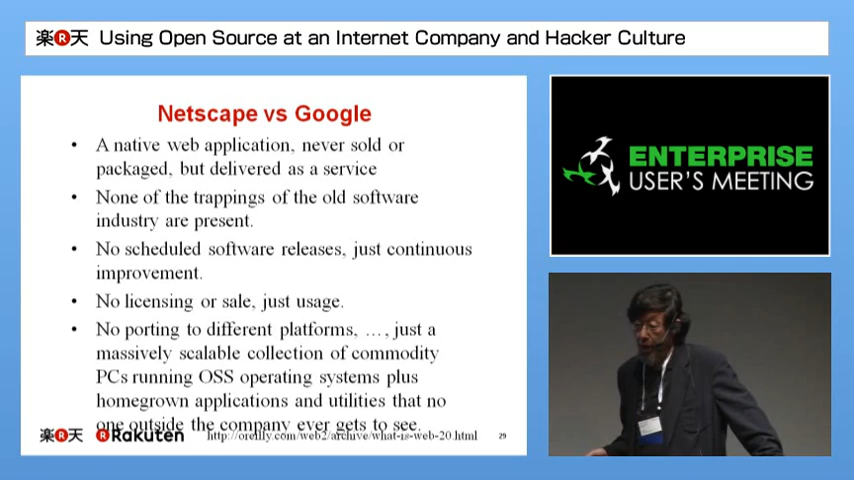 楽R天 Using Open Source at an Internet Company and Hacker Culture
Netscape vs Google
• A native web application, never sold or
packaged, but delivered as a service
• None of the trappings of the old software
industry are present.
• No scheduled software releases, just continuous
improvement.
• No licensing or sale, just usage.
• No porting to different platforms, …, just a
massively scalable collection of commodity
PCs running OSS operating systems plus
homegrown applications and utilities that no
one outside the company ever gets to see.
楽R天 R Rakuten http://oreilly.com/web2/archive/what-is-web-20.html 29
ENTERPRISE
USER'S MEETING